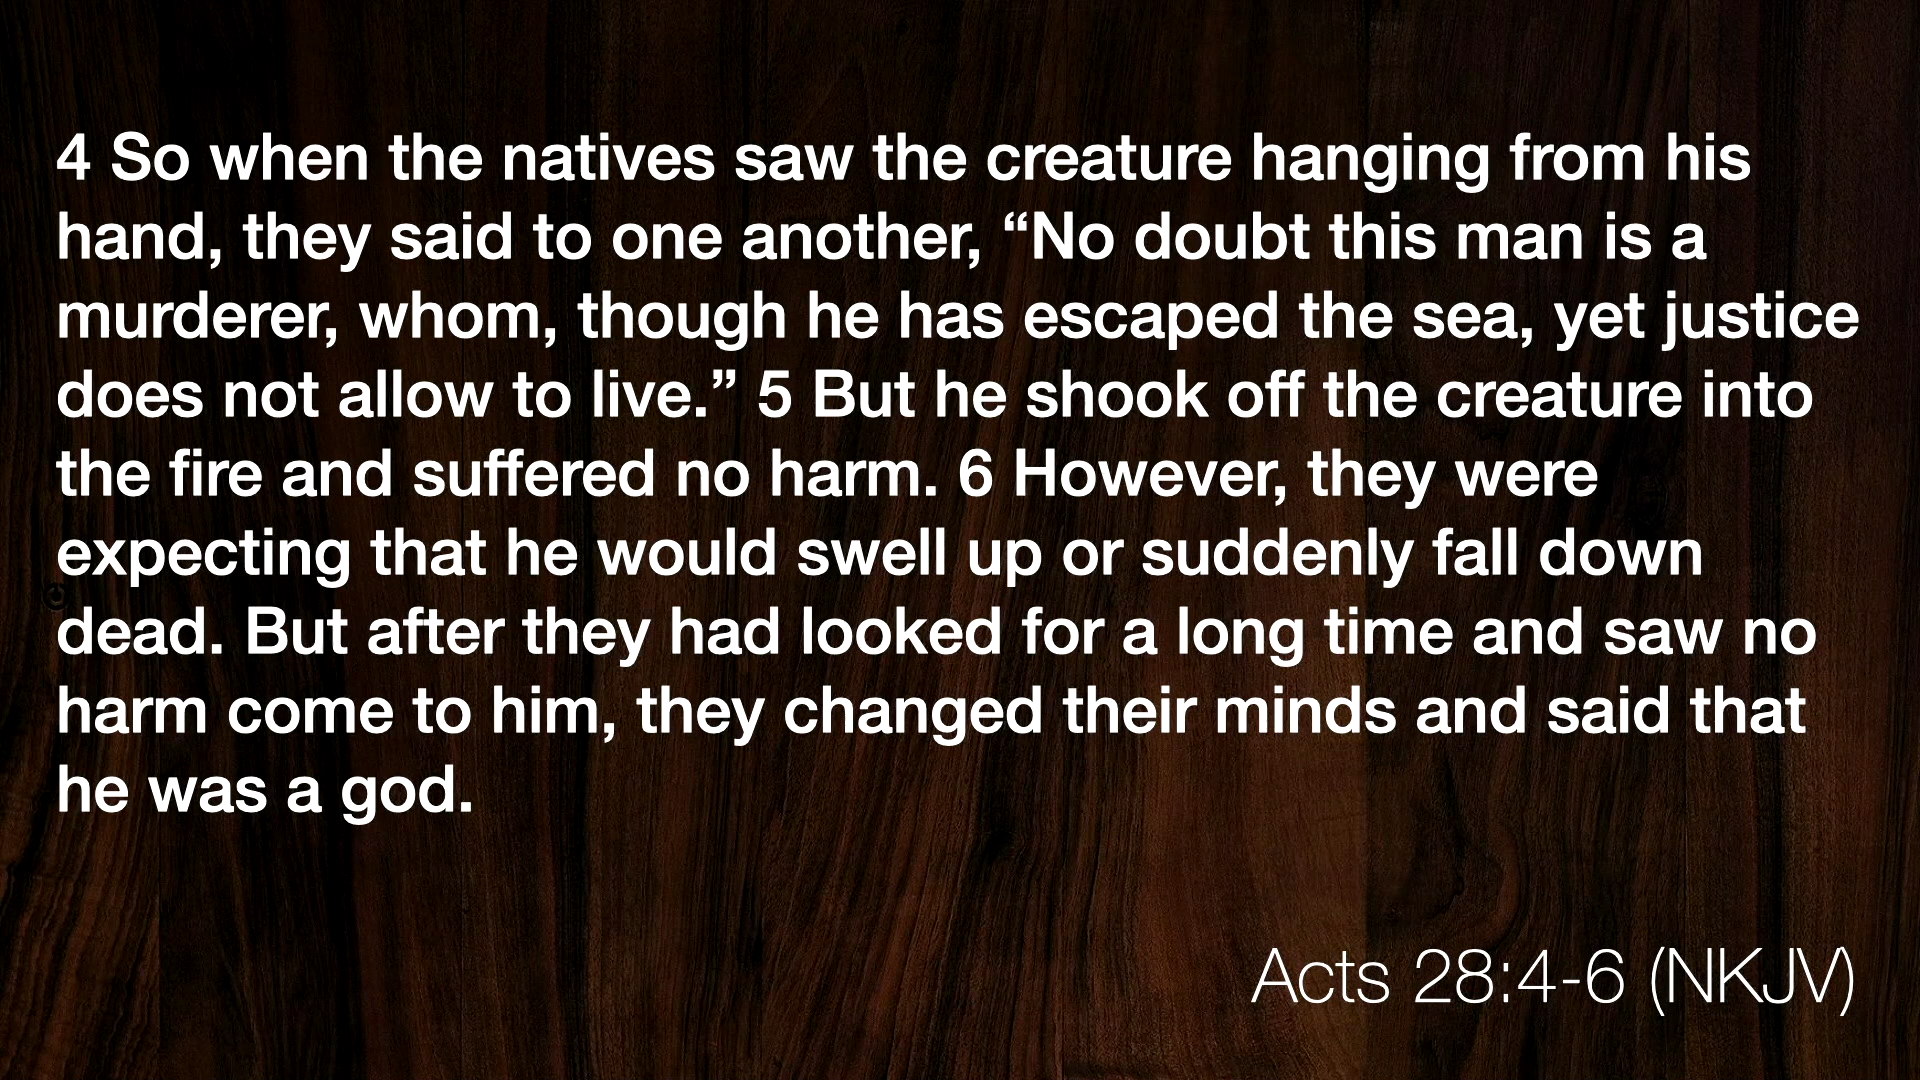 4 So when the natives saw the creature hanging from his
hand, they said to one another, “No doubt this man is a
murderer, whom, though he has escaped the sea, yet justice
does not allow to live.” 5 But he shook off the creature into
the fire and suffered no harm. 6 However, they were
expecting that he would swell up or suddenly fall down
dead. But after they had looked for a long time and saw no
harm come to him, they changed their minds and said that
he was a god.
Acts 28:4-6 (NKJV)